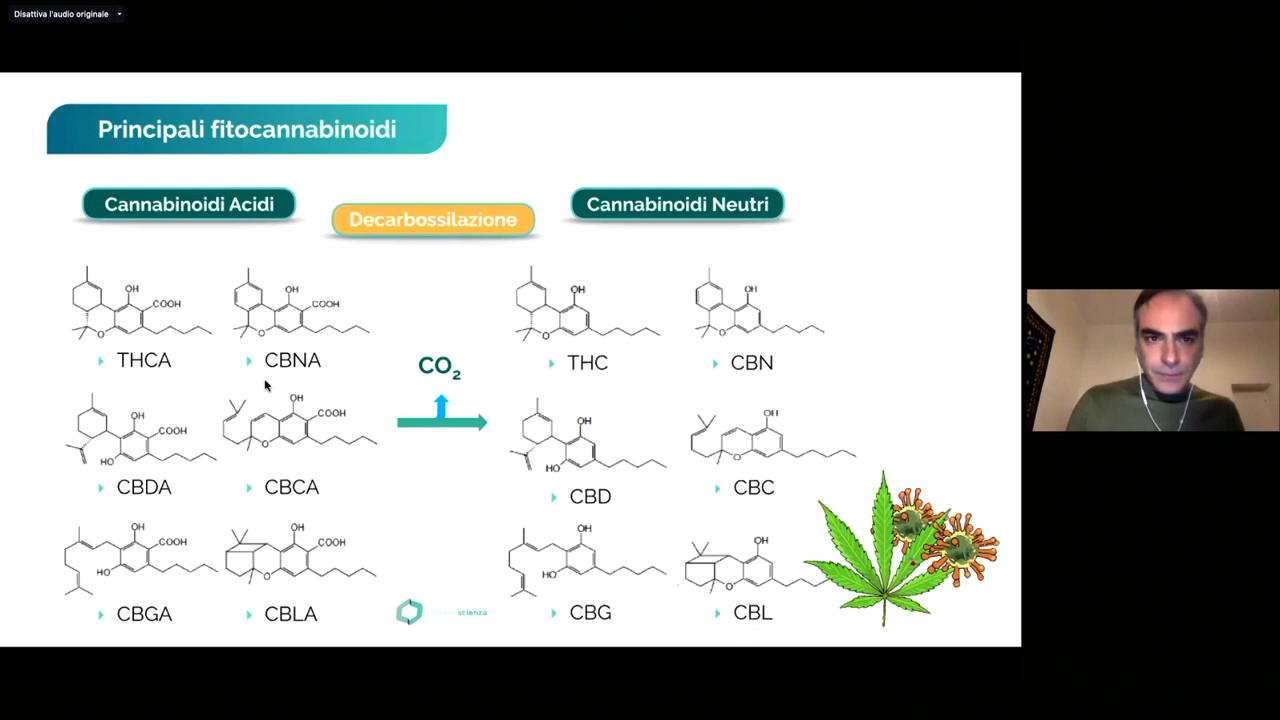 Disattiva l'audio originale
Principali fitocannabinoidi
Cannabinoidi Acidi
Decarbossilazione
Cannabinoidi Neutri
OH
COOH
O
THCA
OH
COOH
O
CBNA
OH
O
THC
OH
O
CBN
CO₂
OH
COOH
HO
CBDA
OH
COOH
O
CBCA
OH
HO
CBD
OH
O
CBC
OH
COOH
HO
CBGA
OH
COOH
O
CBLA
scienza
OH
HO
CBG
OH
O
CBL